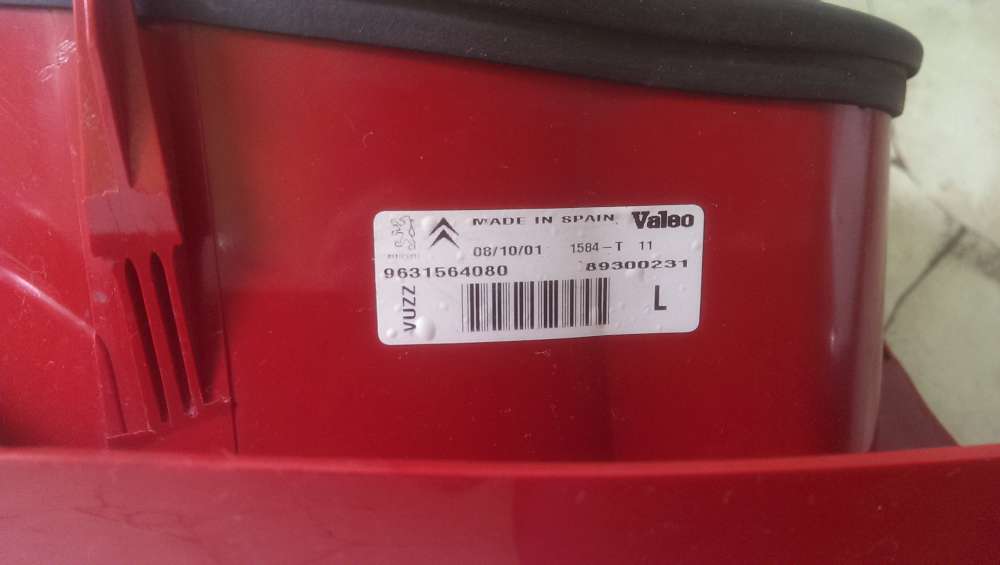 MADE IN SPAIN. Valeo
08/10/01 1584-T 11
9631564080 89300231
VUZZ
L